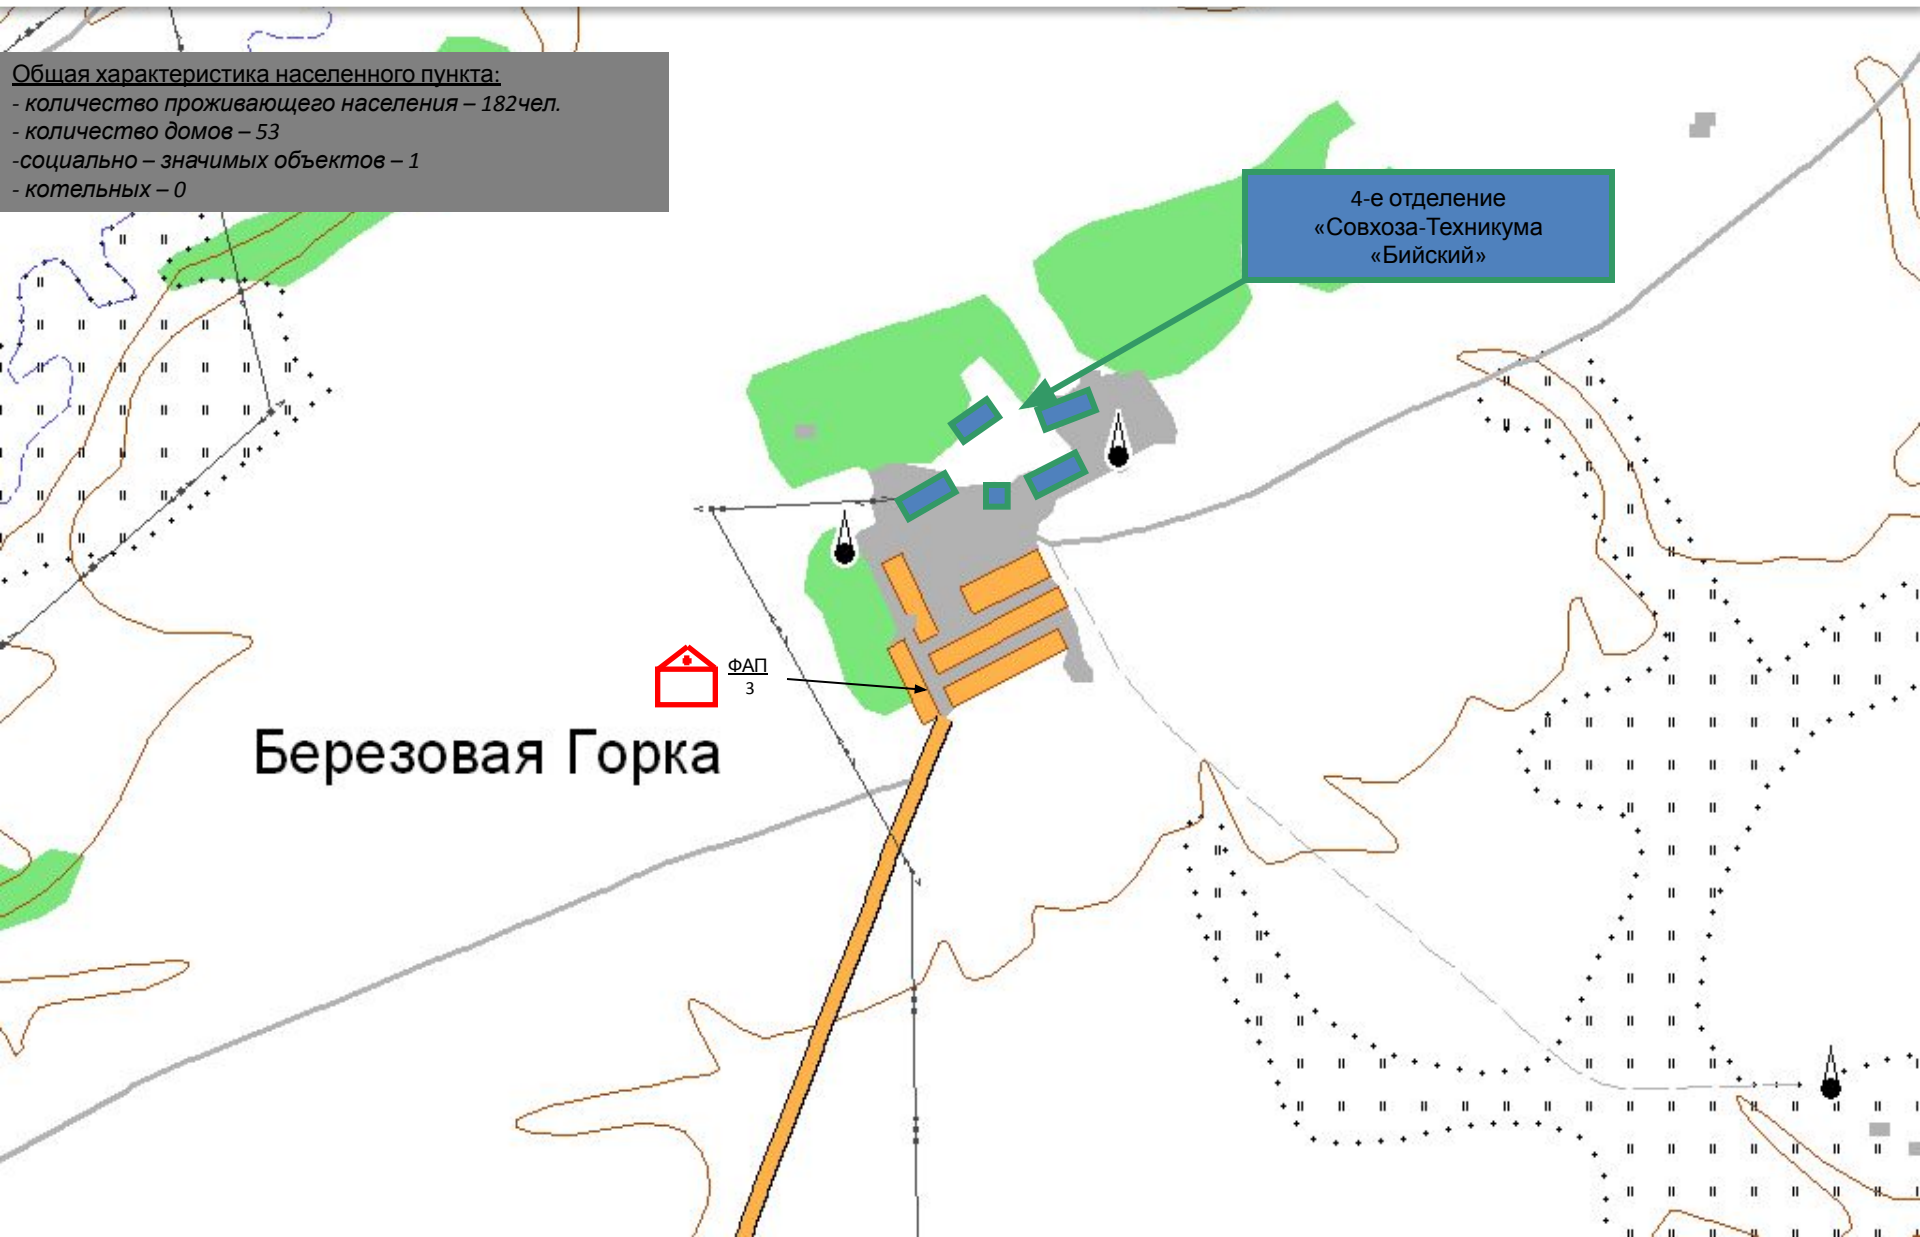 Общая характеристика населенного пункта:
- количество проживающего населения – 182чел.
- количество домов – 53
-социально – значимых объектов – 1
- котельных – 0
4-е отделение
«Совхоза-Техникума
«Бийский»
ФАП
3
Березовая Горка